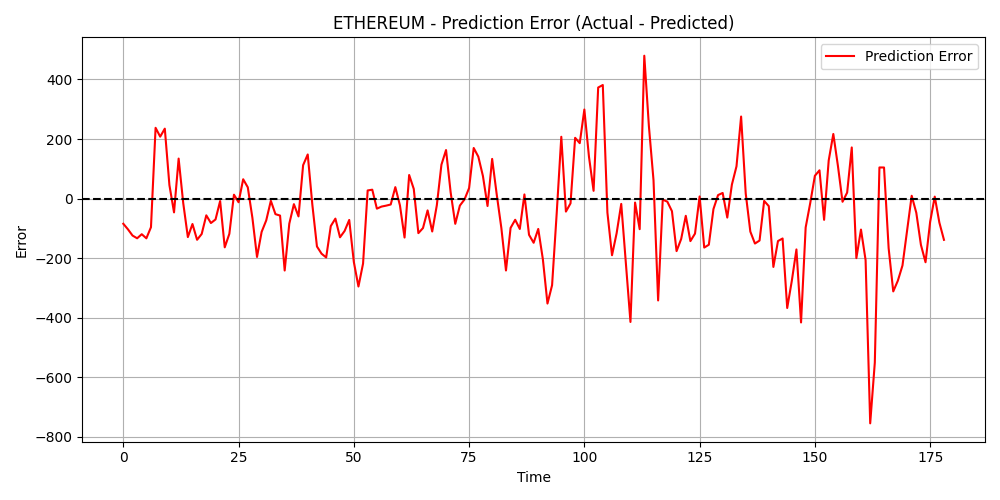 ETHEREUM - Prediction Error (Actual - Predicted)
Prediction Error
400
200
0
−200
−400
−600
−800
Error
0 25 50 75 100 125 150 175
Time